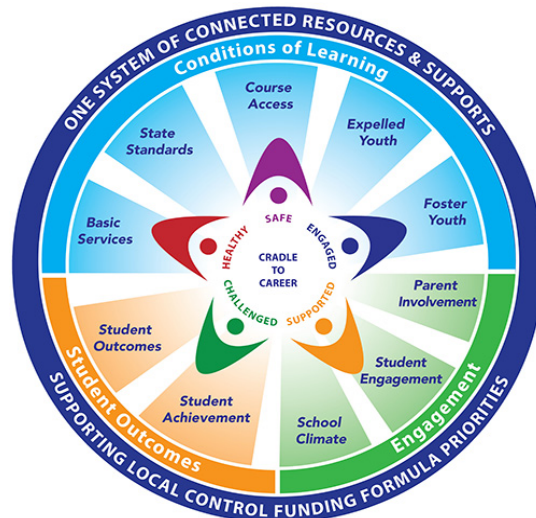 ONE SYSTEM OF CONNECTED RESOURCES & SUPPORTS
Conditions of Learning
Course
Access
State
Standards
Expelled
Youth
Basic
Services
Foster
Youth
SAFE
HEALTHY
ENGAGED
CRADLE
TO
CAREER
CHALLENGED
SUPPORTED
Parent
Involvement
Student
Outcomes
Student
Engagement
Student
Achievement
School
Climate
Student Outcomes
Engagement
SUPPORTING LOCAL CONTROL FUNDING FORMULA PRIORITIES